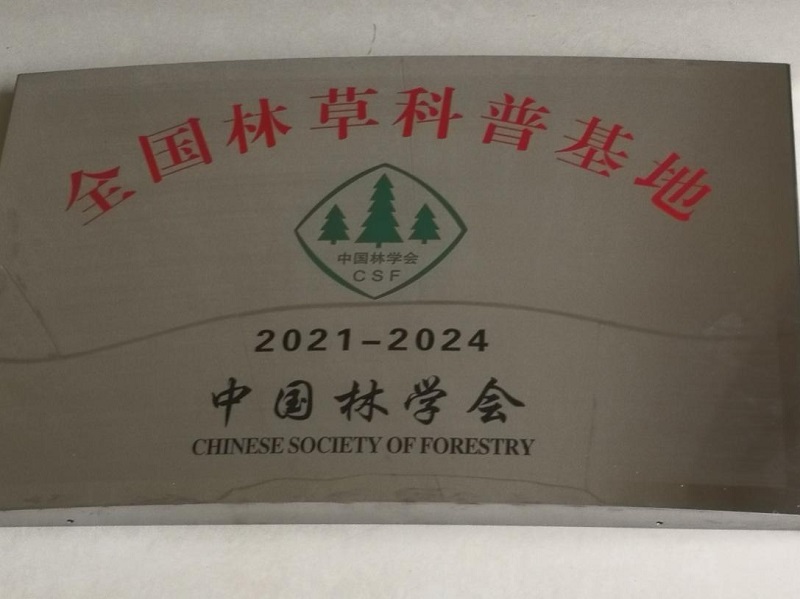 全国林草科普基地
中国林学会
CSF
2021-2024
中国林学会
CHINESE SOCIETY OF FORESTRY